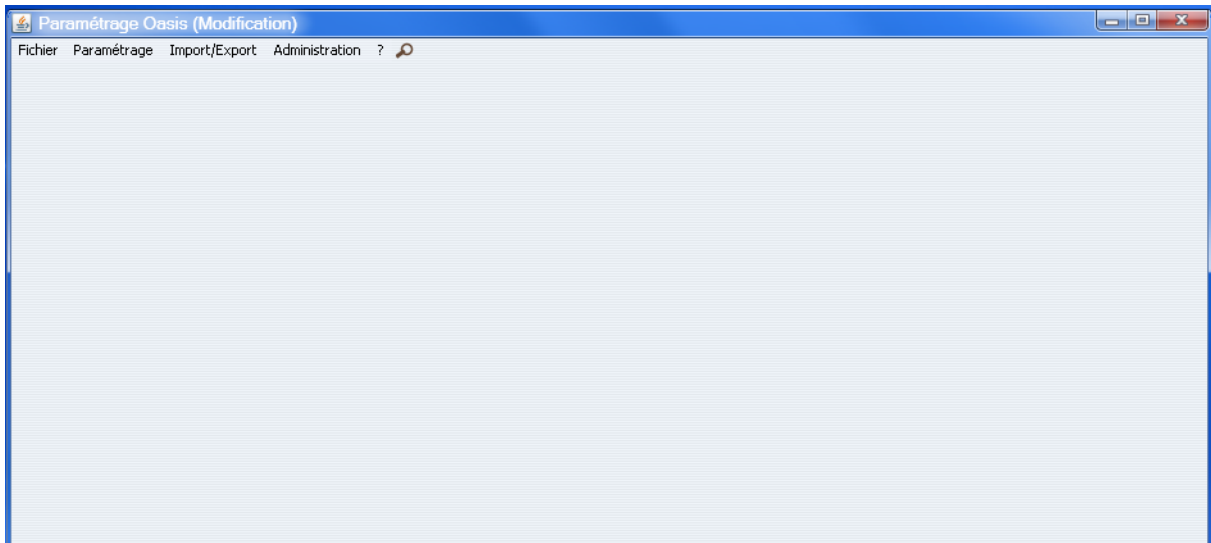 Paramétrage Oasis (Modification)
Fichier Paramétrage Import/Export Administration ?